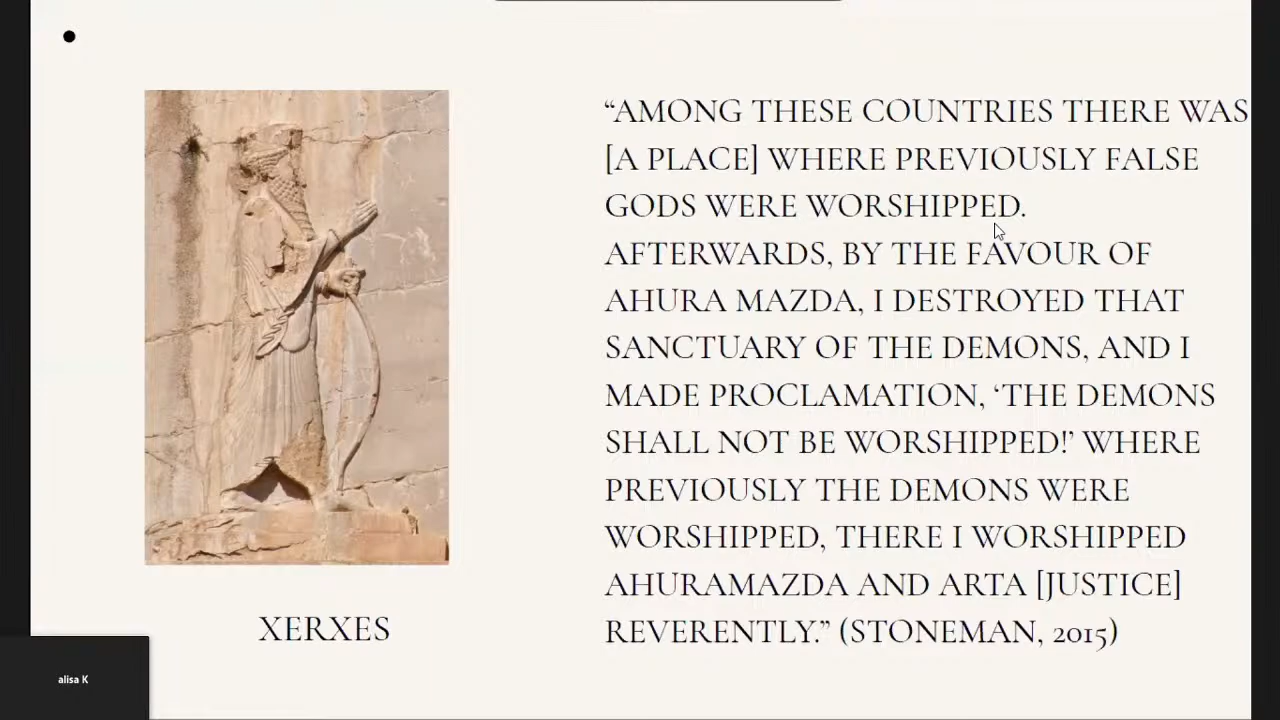 “AMONG THESE COUNTRIES THERE WAS
[A PLACE] WHERE PREVIOUSLY FALSE
GODS WERE WORSHIPPED.
AFTERWARDS, BY THE FAVOUR OF
AHURA MAZDA, I DESTROYED THAT
SANCTUARY OF THE DEMONS, AND I
MADE PROCLAMATION, ‘THE DEMONS
SHALL NOT BE WORSHIPPED!’ WHERE
PREVIOUSLY THE DEMONS WERE
WORSHIPPED, THERE I WORSHIPPED
AHURAMAZDA AND ARTA [JUSTICE]
REVERENTLY.” (STONEMAN, 2015)
XERXES
alisa K